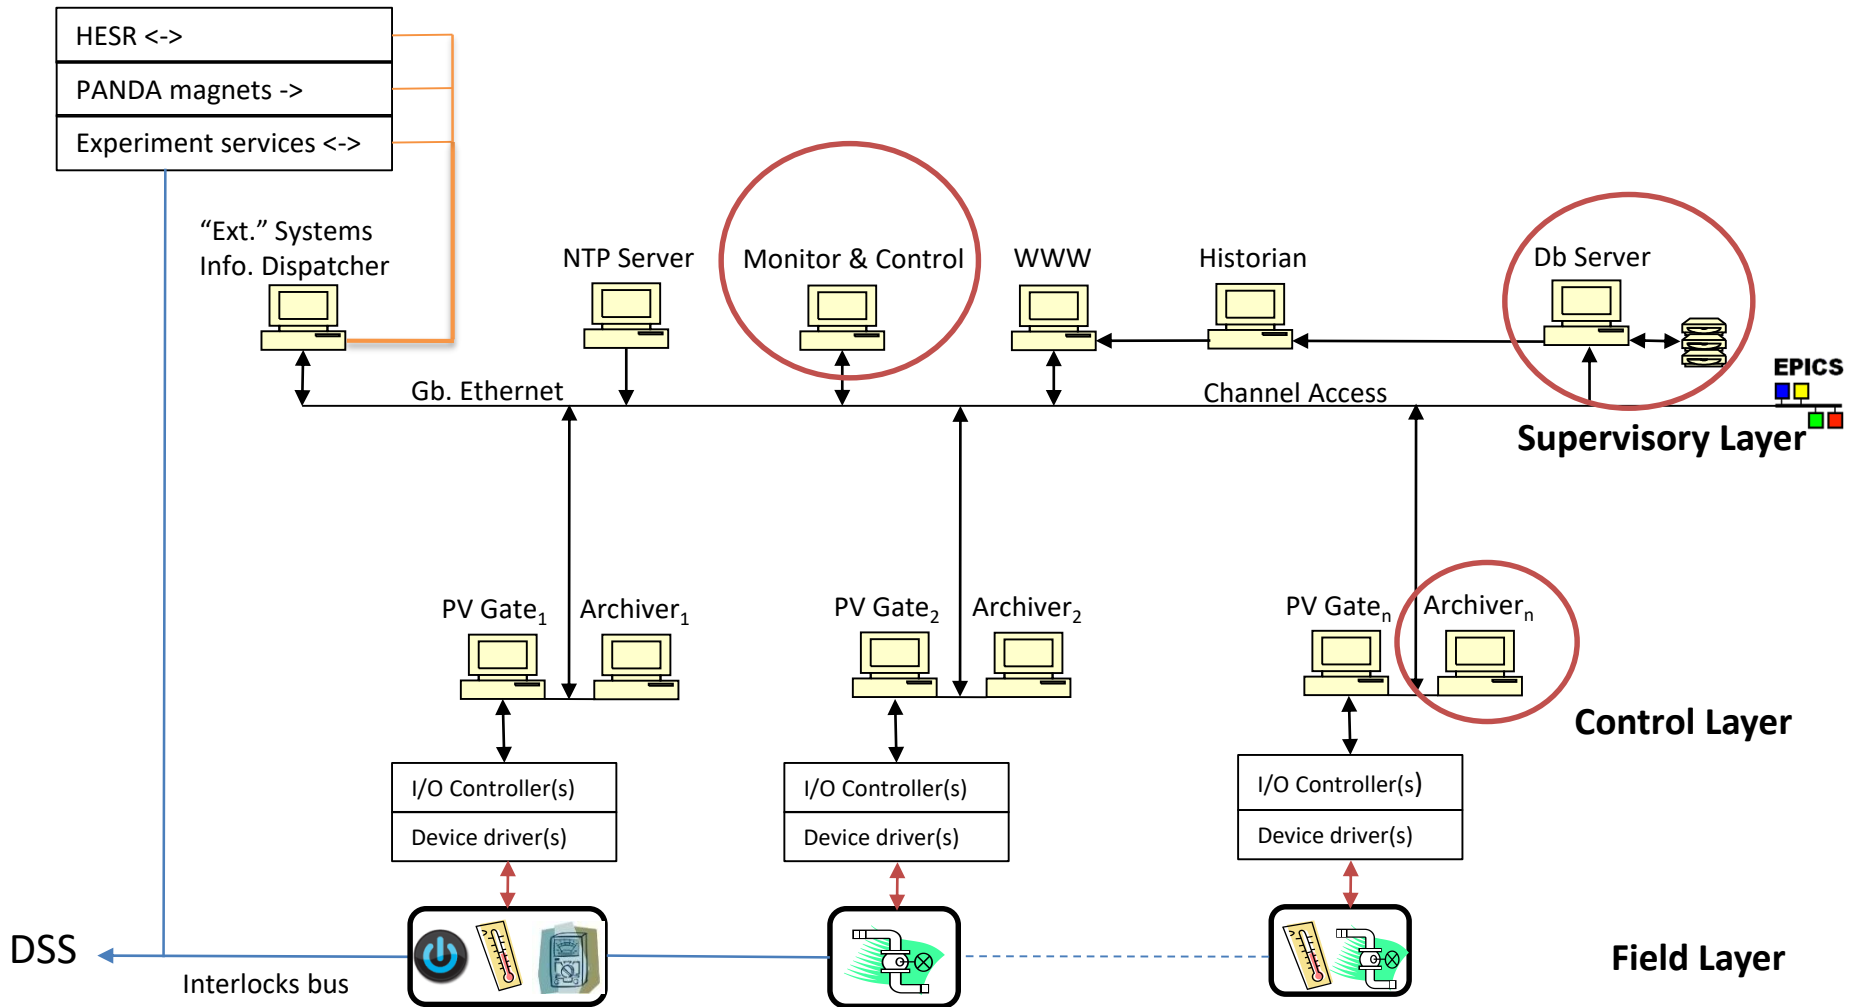 HESR <->
PANDA magnets ->
Experiment services <->
“Ext.” Systems
Info. Dispatcher
NTP Server
Monitor & Control
WWW
Historian
Db Server
Gb. Ethernet
Channel Access
EPICS
Supervisory Layer
PV Gate1
Archiver1
PV Gate2
Archiver2
PV Gaten
Archivern
Control Layer
I/O Controller(s)
Device driver(s)
I/O Controller(s)
Device driver(s)
I/O Controller(s)
Device driver(s)
DSS
Interlocks bus
Field Layer